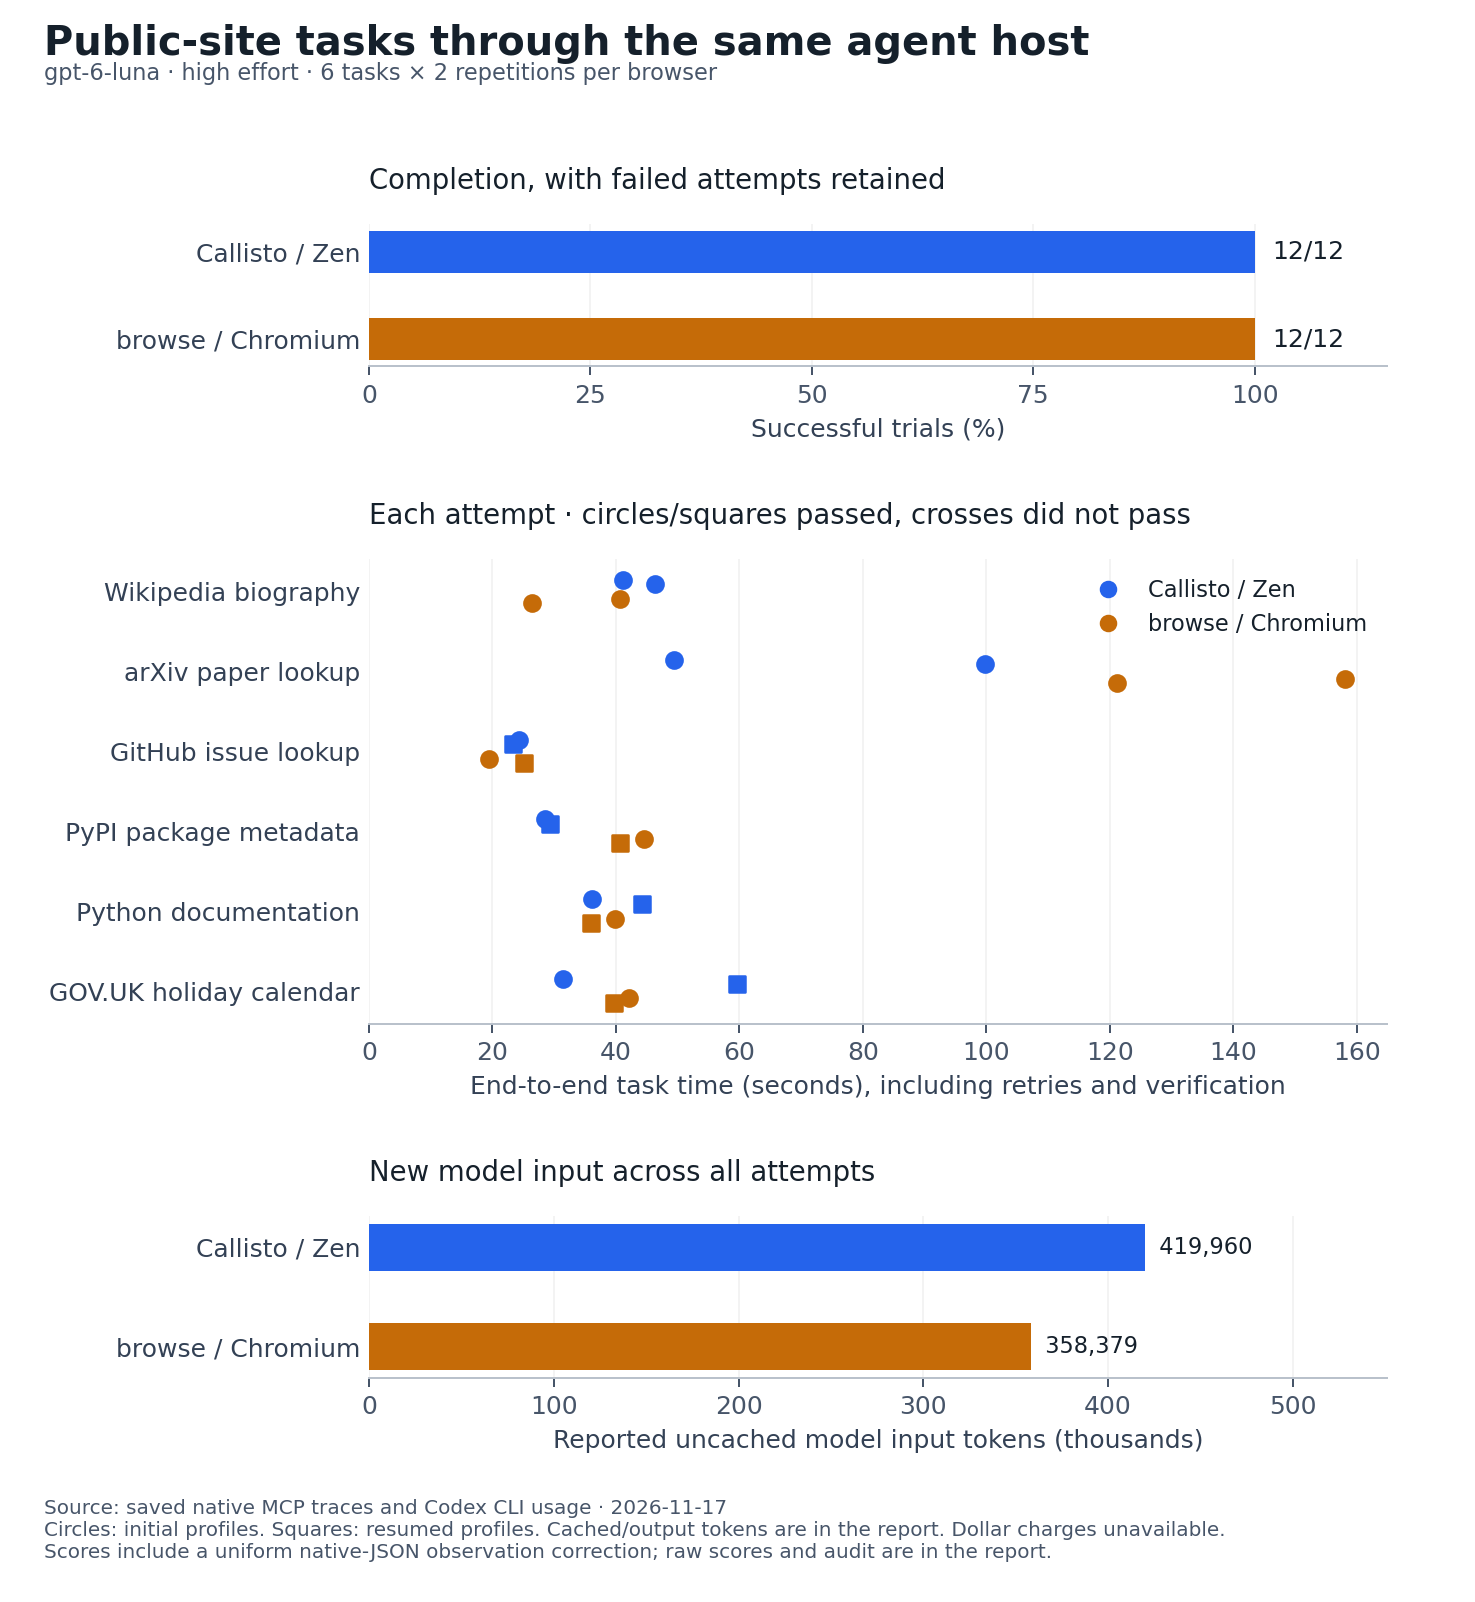 Public-site tasks through the same agent host
gpt-6-luna · high effort · 6 tasks × 2 repetitions per browser
Completion, with failed attempts retained
Callisto / Zen
12/12
browse / Chromium
12/12
0 25 50 75 100
Successful trials (%)
Each attempt · circles/squares passed, crosses did not pass
Callisto / Zen
browse / Chromium
Wikipedia biography
arXiv paper lookup
GitHub issue lookup
PyPI package metadata
Python documentation
GOV.UK holiday calendar
0 20 40 60 80 100 120 140 160
End-to-end task time (seconds), including retries and verification
New model input across all attempts
Callisto / Zen
419,960
browse / Chromium
358,379
0 100 200 300 400 500
Reported uncached model input tokens (thousands)
Source: saved native MCP traces and Codex CLI usage · 2026-11-17
Circles: initial profiles. Squares: resumed profiles. Cached/output tokens are in the report. Dollar charges unavailable.
Scores include a uniform native-JSON observation correction; raw scores and audit are in the report.